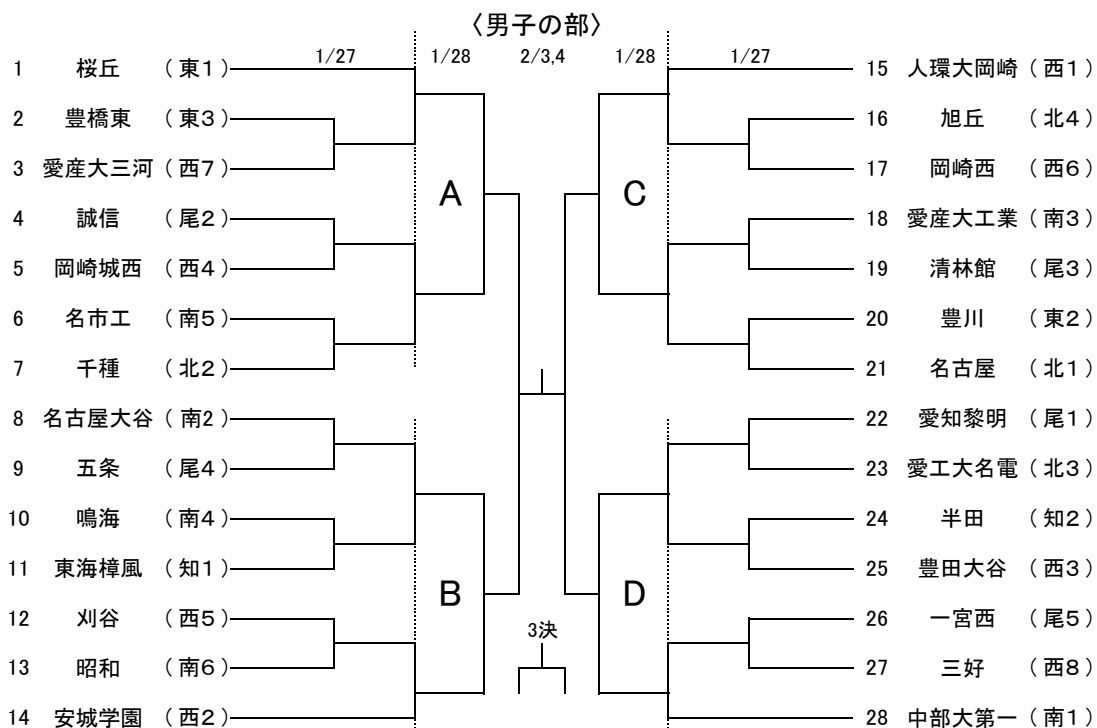 〈男子の部〉
1/27 1/28 2/3,4 1/28 1/27
1 桜丘 （東1） 15 人環大岡崎（西1）
2 豊橋東 （東3） 16 旭丘 （北4）
3 愛産大三河（西7） 17 岡崎西 （西6）
4 誠信 （尾2） 18 愛産大工業（南3）
A C
5 岡崎城西（西4） 19 清林館 （尾3）
6 名市工 （南5） 20 豊川 （東2）
7 千種 （北2） 21 名古屋 （北1）
8 名古屋大谷（南2） 22 愛知黎明 （尾1）
9 五条 （尾4） 23 愛工大名電（北3）
10 鳴海 （南4） 24 半田 （知2）
11 東海樟風（知1） 25 豊田大谷 （西3）
B D
12 刈谷 （西5） 26 一宮西 （尾5）
3決
13 昭和 （南6） 27 三好 （西8）
14 安城学園（西2） 28 中部大第一（南1）